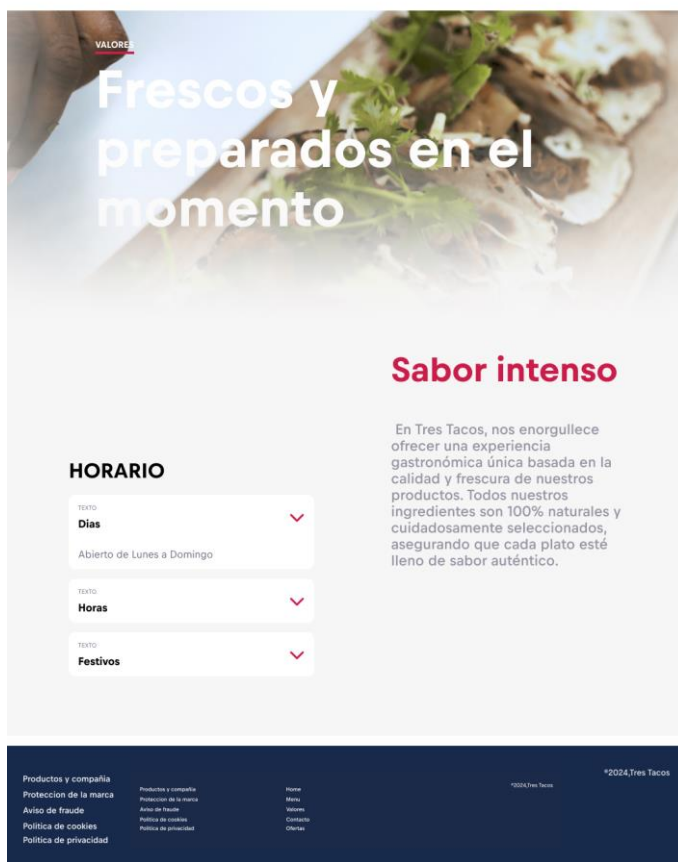 VALORES
Frescos y
preparados en el
momento
Sabor intenso
En Tres Tacos, nos enorgullece
ofrecer una experiencia
gastronómica única basada en la
calidad y frescura de nuestros
productos. Todos nuestros
ingredientes son 100% naturales y
cuidadosamente seleccionados,
asegurando que cada plato esté
lleno de sabor auténtico.
HORARIO
TEXTO
Dias
Abierto de Lunes a Domingo
TEXTO
Horas
TEXTO
Festivos
Productos y compañía
Proteccion de la marca
Aviso de fraude
Politica de cookies
Politica de privacidad
Productos y compañía
Proteccion de la marca
Aviso de fraude
Politica de cookies
Politica de privacidad
Home
Menu
Valores
Contacto
Ofertas
®2024,Tres Tacos
®2024,Tres Tacos